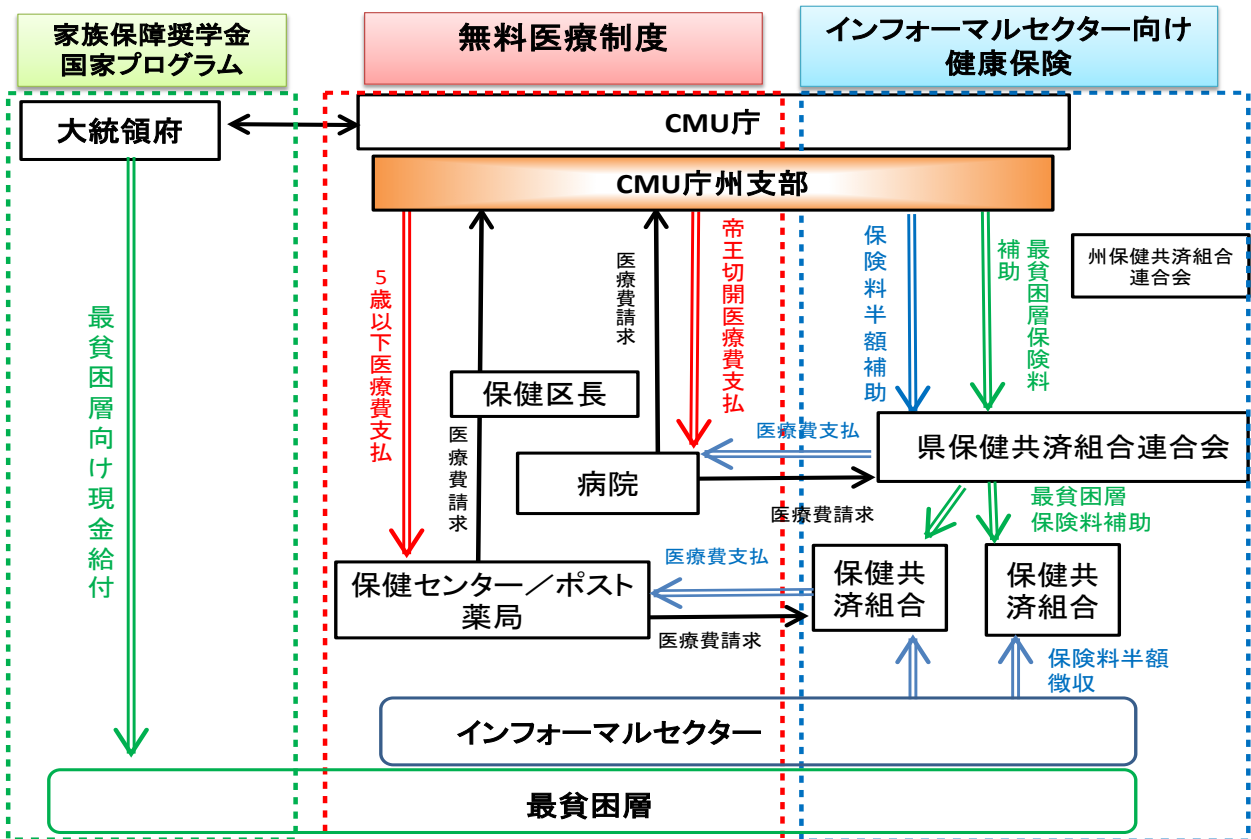 家族保障奨学金
国家プログラム
無料医療制度
インフォーマルセクター向け
健康保険
大統領府
CMU庁
CMU庁州支部
州保健共済組合
連合会
最貧困層向け現金給付
5歳以下医療費支払
医療費請求
保健区長
医療費請求
帝王切開医療費支払
保険料半額補助
最貧困層保険料
補助
県保健共済組合連合会
医療費支払
病院
医療費請求
最貧困層
保険料補助
医療費支払
保健センター／ポスト
薬局
医療費請求
保健共
済組合
保健共
済組合
保険料半額
徴収
インフォーマルセクター
最貧困層